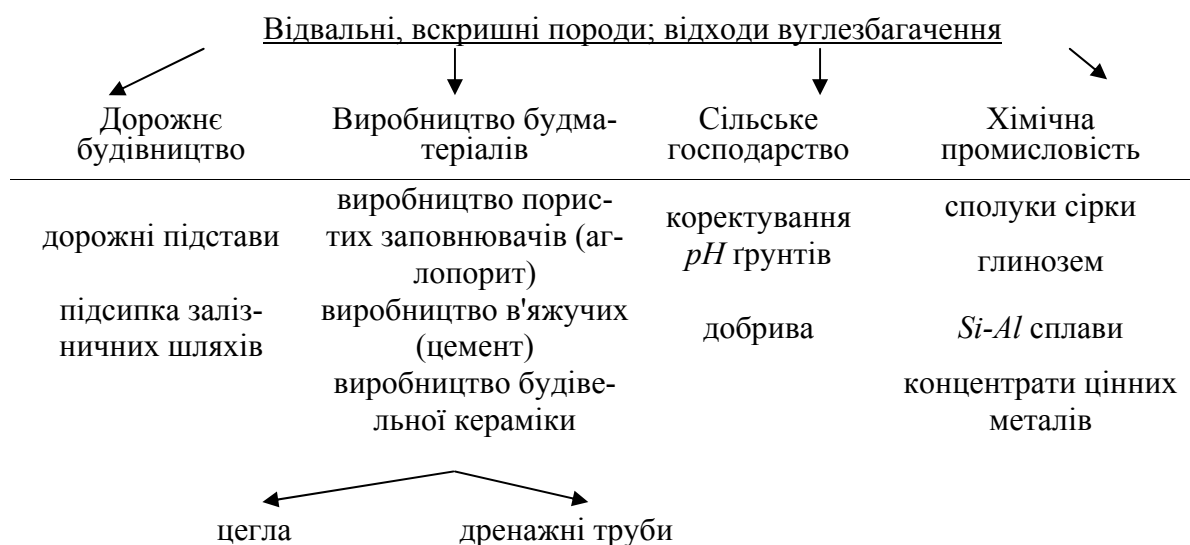 Відвальні, вскришні породи; відходи вуглезбагачення
Дорожнє
будівництво
Виробництво будма-
теріалів
Сільське
господарство
Хімічна
промисловість
дорожні підстави
підсипка заліз-
ничних шляхів
виробництво порис-
тих заповнювачів (аг-
лопорит)
виробництво в'яжучих
(цемент)
виробництво будіве-
льної кераміки
коректування
pH ґрунтів
добрива
сполуки сірки
глинозем
Si-Al сплави
концентрати цінних
металів
цегла
дренажні труби